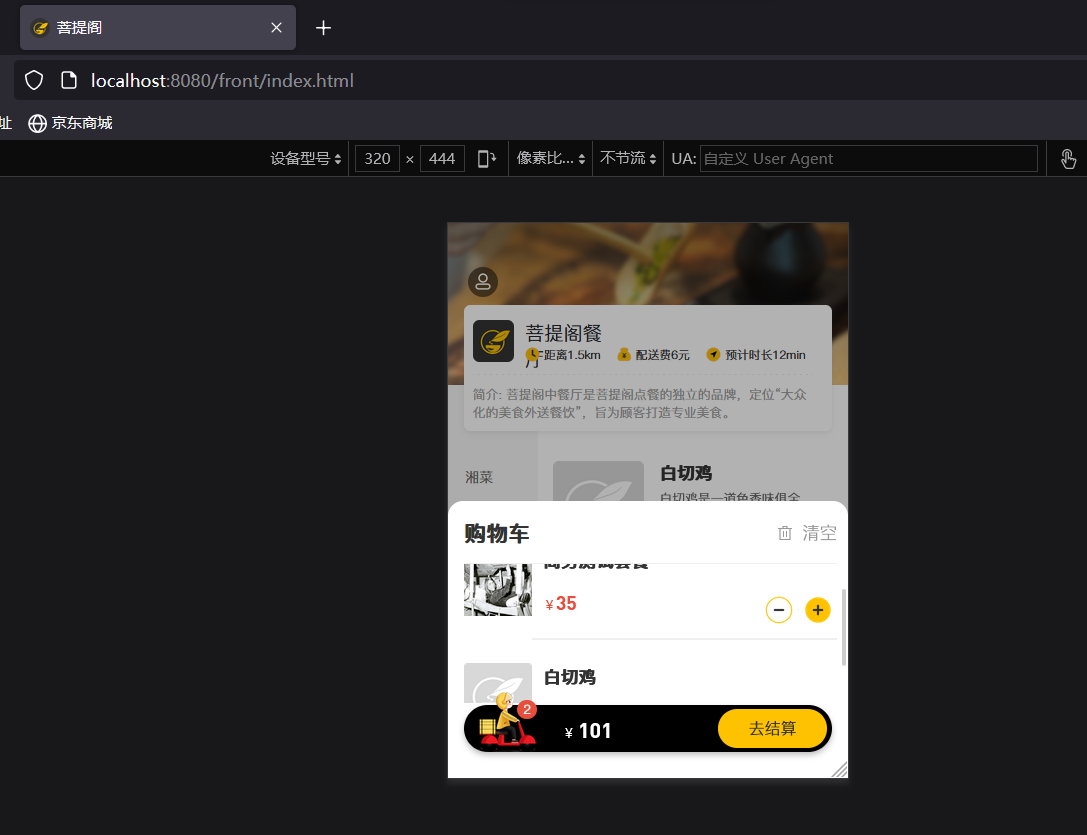 菩提阁
localhost:8080/front/index.html
址 京东商城
设备型号 320 × 444 像素比... 不节流 UA: 自定义 User Agent
菩提阁餐厅
距离1.5km 配送费6元 预计时长12min
简介: 菩提阁中餐厅是菩提阁点餐的独立的品牌，定位“大众
化的美食外送餐饮”，旨为顾客打造专业美食。
湘菜
白切鸡
白切鸡是一道色香味俱全
购物车 清空
¥35
白切鸡
2
¥ 101 去结算